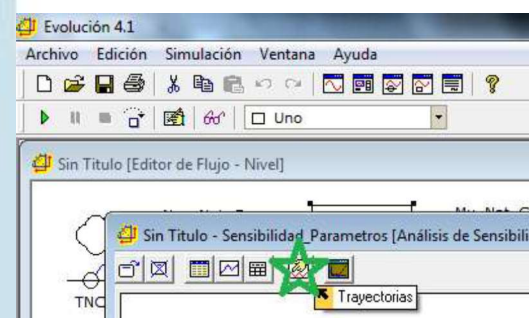 Evolución 4.1
Archivo Edición Simulación Ventana Ayuda
Uno
Sin Titulo [Editor de Flujo - Nivel]
Sin Titulo - Sensibilidad_Parametros [Análisis de Sensibili
Trayectorias